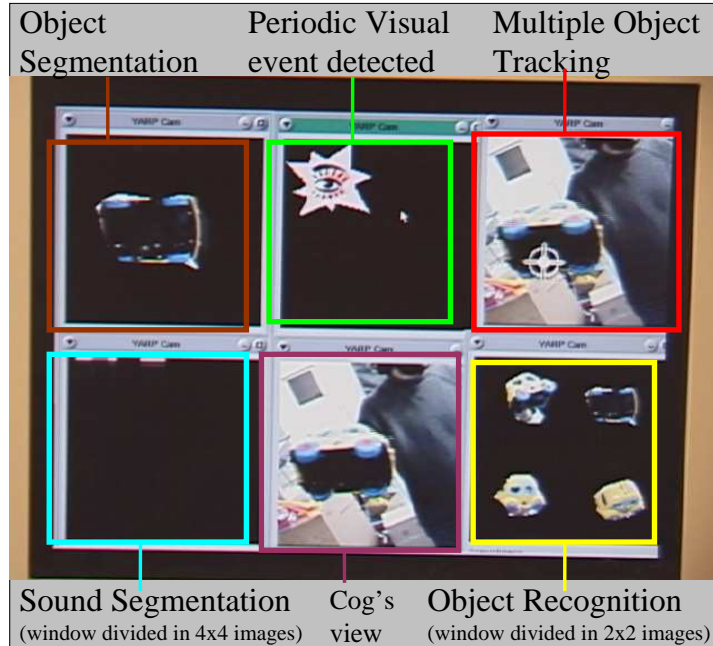 Object
Segmentation
Periodic Visual
event detected
Multiple Object
Tracking
YARP Cam
YARP Cam
YARP Cam
YARP Cam
YARP Cam
YARP Cam
Sound Segmentation
(window divided in 4x4 images)
Cog's
view
Object Recognition
(window divided in 2x2 images)